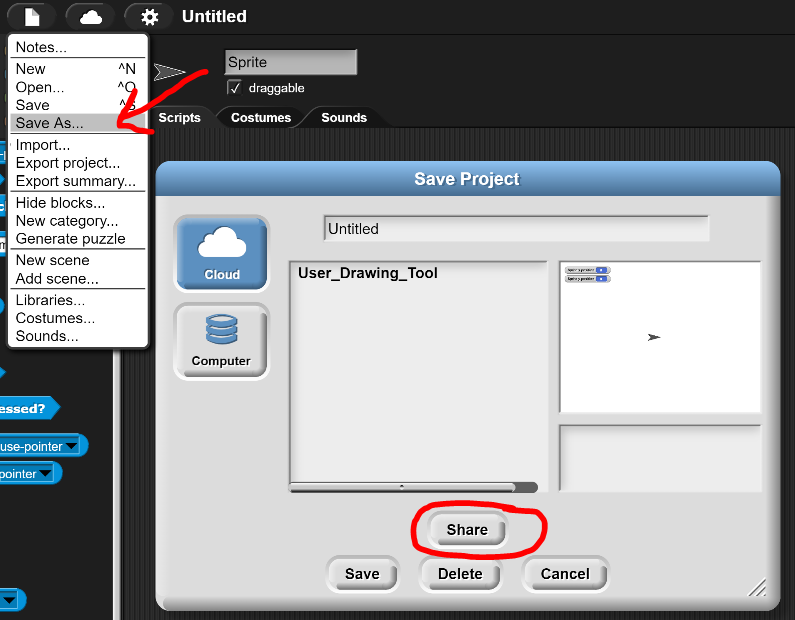 Untitled
Notes...
New ^N
Open... ^O
Save
Save As...
Import...
Export project...
Export summary...
Hide blocks...
New category...
Generate puzzle
New scene
Add scene...
Libraries...
Costumes...
Sounds...
Sprite
draggable
Scripts Costumes Sounds
Save Project
Cloud
Computer
Untitled
User_Drawing_Tool
Share
Save Delete Cancel
essed?
use-pointer
pointer